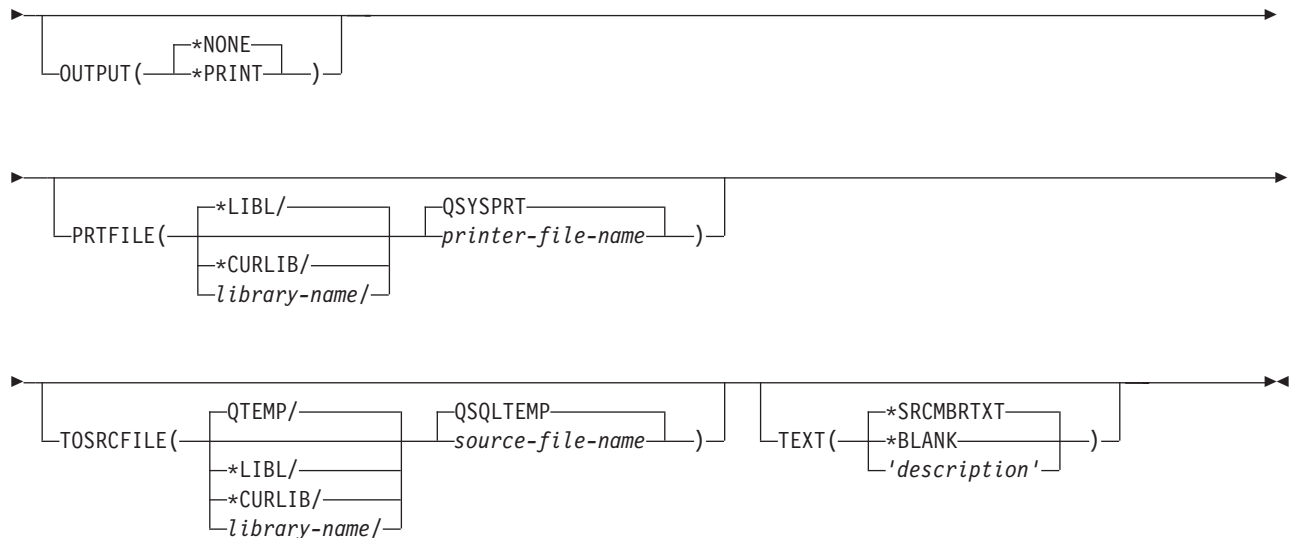 *NONE
OUTPUT( *PRINT )
*LIBL/ QSYSPRT
PRTFILE( printer-file-name )
*CURLIB/
library-name/
QTEMP/ QSQLTEMP *SRCMBRTXT
TOSRCFILE( source-file-name ) TEXT( *BLANK )
*LIBL/ 'description'
*CURLIB/
library-name/